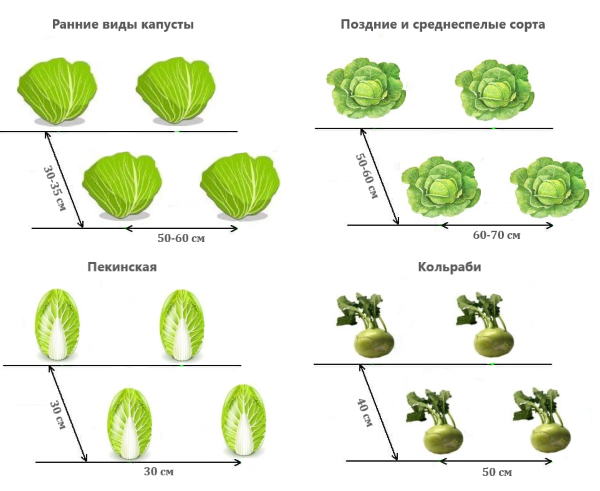 Ранние виды капусты
30-35 см
50-60 см
Поздние и среднеспелые сорта
50-60 см
60-70 см
Пекинская
30 см
30 см
Кольраби
40 см
50 см